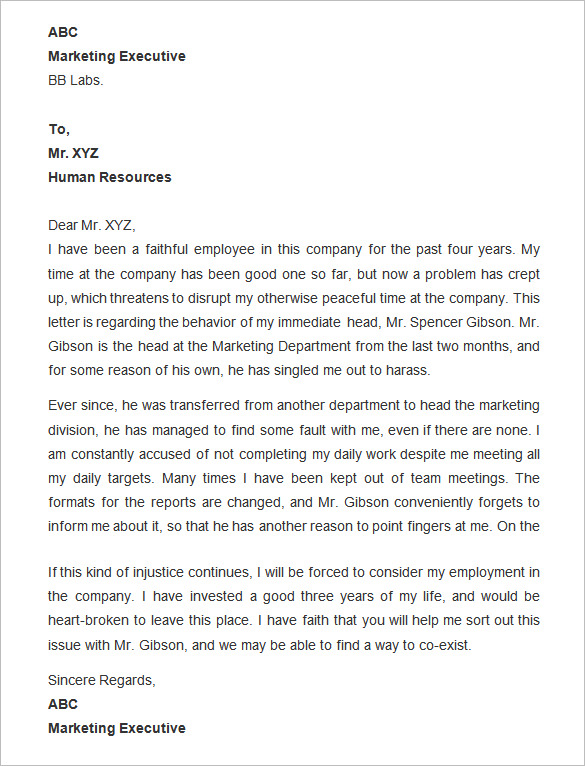 ABC
Marketing Executive
BB Labs.
To,
Mr. XYZ
Human Resources
Dear Mr. XYZ,
I have been a faithful employee in this company for the past four years. My
time at the company has been good one so far, but now a problem has crept
up, which threatens to disrupt my otherwise peaceful time at the company. This
letter is regarding the behavior of my immediate head, Mr. Spencer Gibson. Mr.
Gibson is the head at the Marketing Department from the last two months, and
for some reason of his own, he has singled me out to harass.
Ever since, he was transferred from another department to head the marketing
division, he has managed to find some fault with me, even if there are none. I
am constantly accused of not completing my daily work despite me meeting all
my daily targets. Many times I have been kept out of team meetings. The
formats for the reports are changed, and Mr. Gibson conveniently forgets to
inform me about it, so that he has another reason to point fingers at me. On the
If this kind of injustice continues, I will be forced to consider my employment in
the company. I have invested a good three years of my life, and would be
heart-broken to leave this place. I have faith that you will help me sort out this
issue with Mr. Gibson, and we may be able to find a way to co-exist.
Sincere Regards,
ABC
Marketing Executive